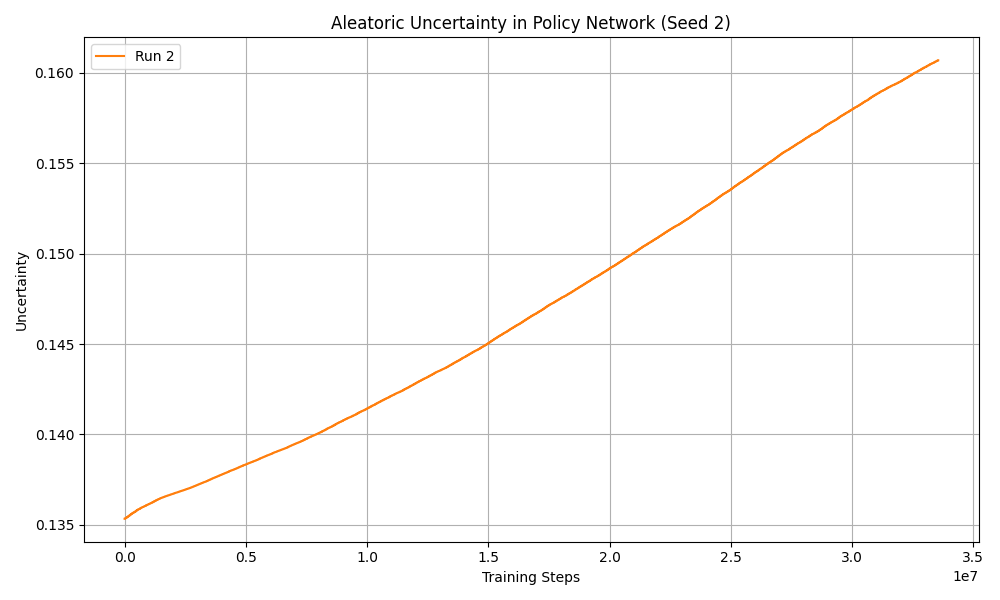 Aleatoric Uncertainty in Policy Network (Seed 2)
Run 2
Uncertainty
0.160
0.155
0.150
0.145
0.140
0.135
0.0 0.5 1.0 1.5 2.0 2.5 3.0 3.5
1e7
Training Steps